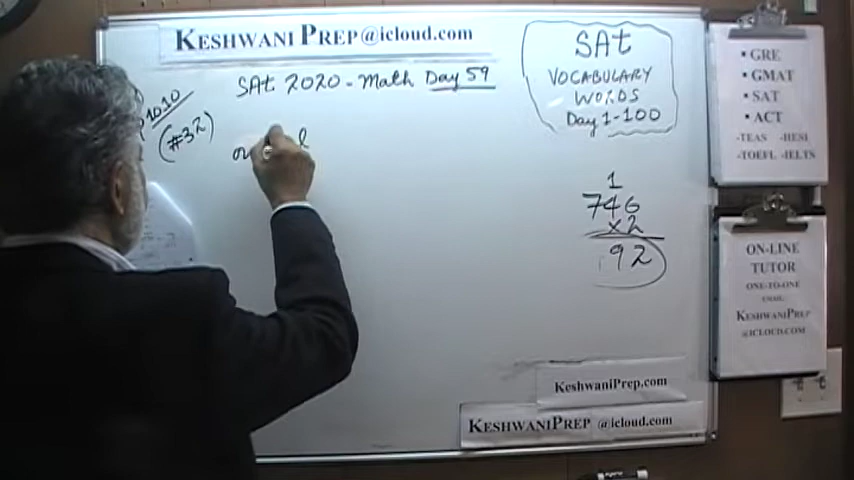 KESHWANI PREP@icloud.com
SAt 2020 - Math Day 59
1010
(#32)
SAt
VOCABULARY
WORDS
Day 1-100
1
746
x2
92
• GRE
• GMAT
• SAT
• ACT
-TEAS -HESI
-TOEFL -IELTS
ON-LINE
TUTOR
ONE-TO-ONE
EMAIL
KESHWANIPREP
@ICLOUD.COM
KESHWANIPREP.com
KESHWANIPREP @icloud.com